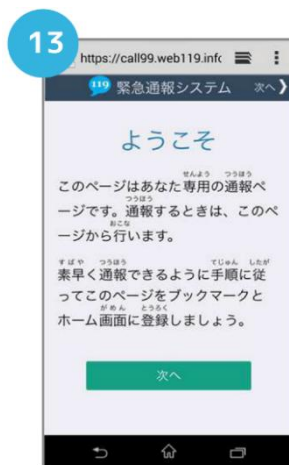 13
https://call99.web119.infc
119 緊急通報システム 次へ 》
ようこそ
このページはあなた専用の通報ペ
ージです。通報するときは、このペ
ージから行います。
素早く通報できるように手順に従
ってこのページをブックマークと
ホーム画面に登録しましょう。
次へ